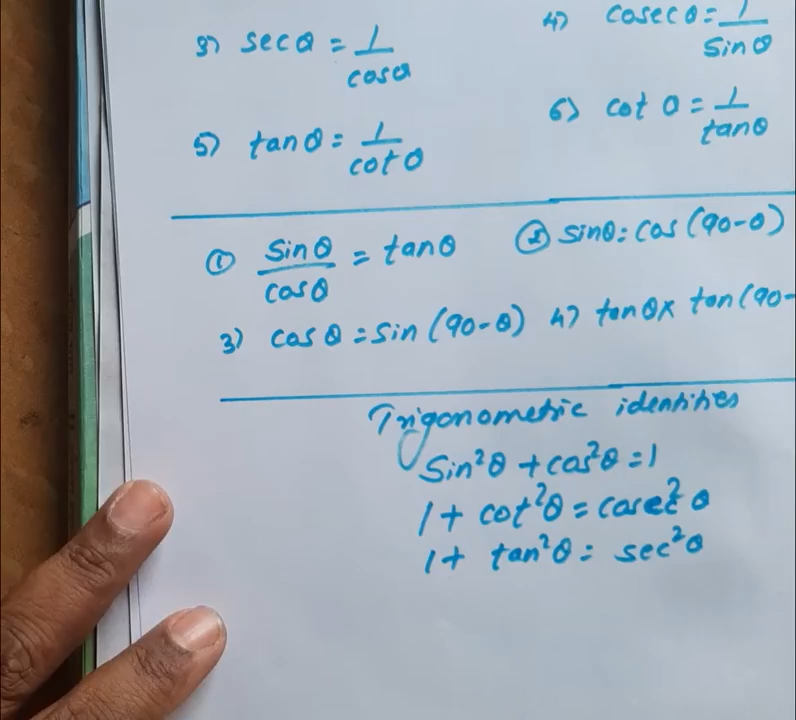 3) secθ = 1/cosθ
4) cosecθ = 1/sinθ
5) tanθ = 1/cotθ
6) cot θ = 1/tanθ
① sinθ/cosθ = tanθ
② sinθ = cos (90-θ)
3) cosθ = sin (90-θ)
4) tanθ × tan (90-
Trigonometric identities
sin²θ + cos²θ = 1
1 + cot²θ = cosec²θ
1 + tan²θ = sec²θ